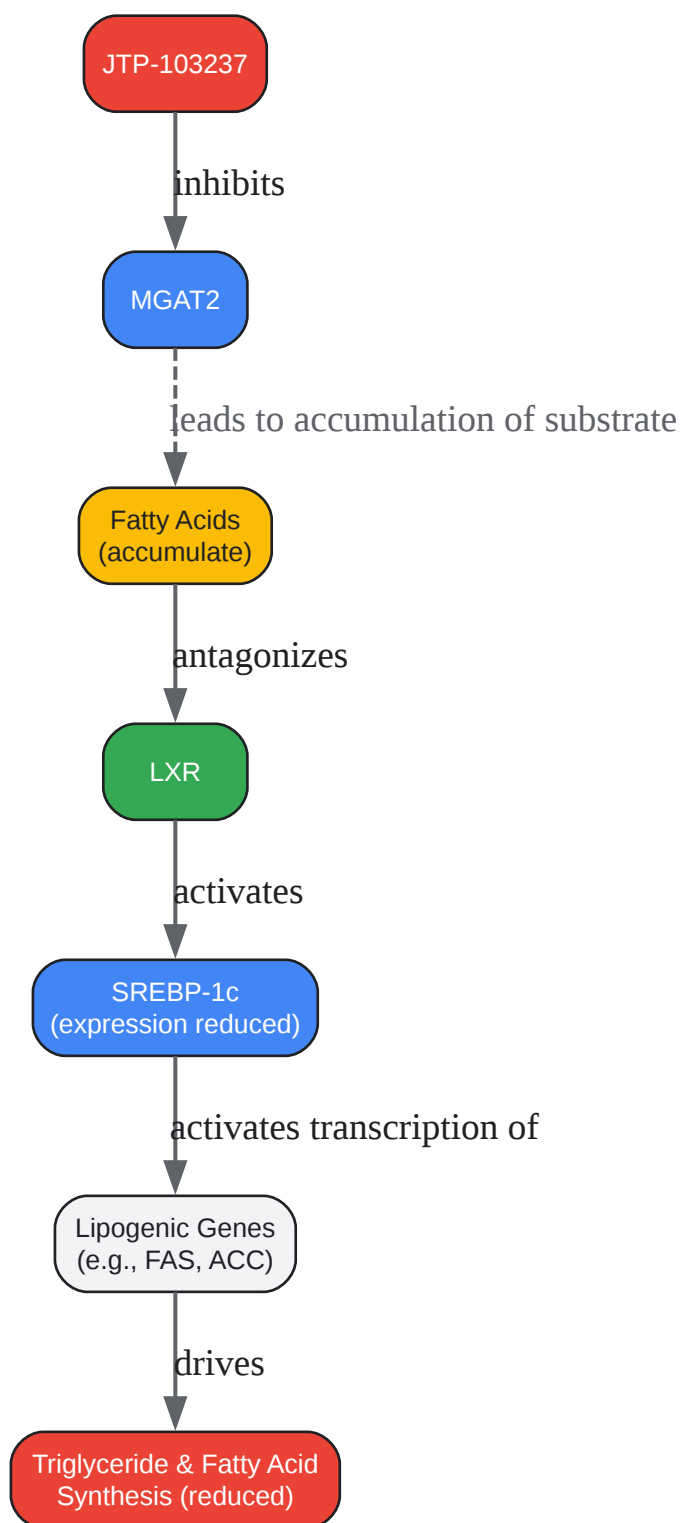 JTP-103237
inhibits
MGAT2
leads to accumulation of substrate
Fatty Acids
(accumulate)
antagonizes
LXR
activates
SREBP-1c
(expression reduced)
activates transcription of
Lipogenic Genes
(e.g., FAS, ACC)
drives
Triglyceride & Fatty Acid
Synthesis (reduced)